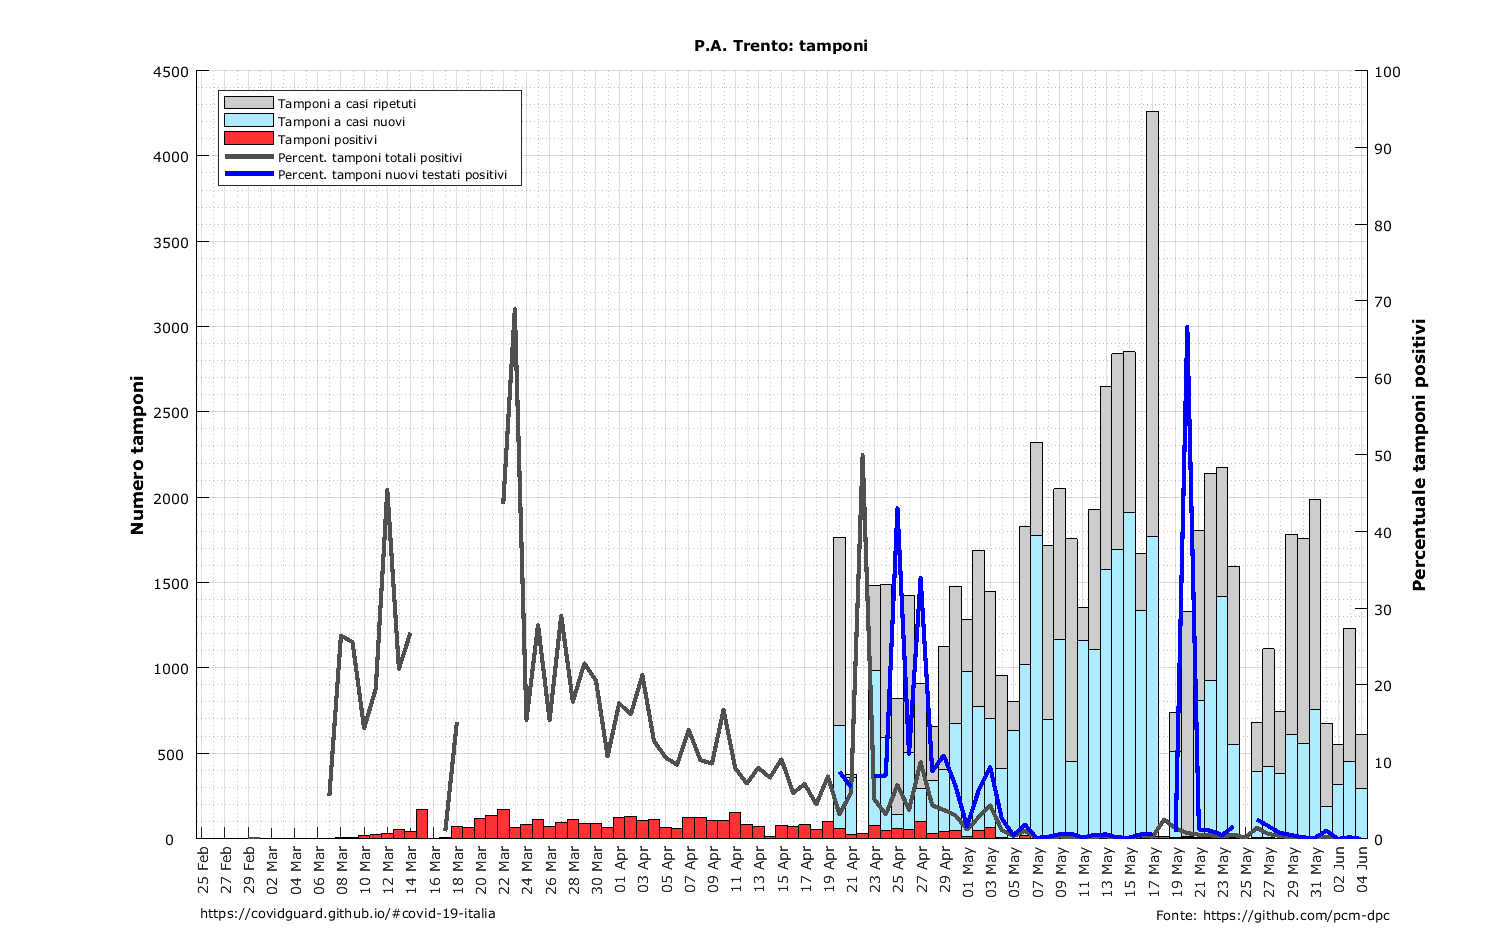 P.A. Trento: tamponi
Tamponi a casi ripetuti
Tamponi a casi nuovi
Tamponi positivi
Percent. tamponi totali positivi
Percent. tamponi nuovi testati positivi
Numero tamponi
4500
4000
3500
3000
2500
2000
1500
1000
500
0
Percentuale tamponi positivi
100
90
80
70
60
50
40
30
20
10
0
25 Feb
27 Feb
29 Feb
02 Mar
04 Mar
06 Mar
08 Mar
10 Mar
12 Mar
14 Mar
16 Mar
18 Mar
20 Mar
22 Mar
24 Mar
26 Mar
28 Mar
30 Mar
01 Apr
03 Apr
05 Apr
07 Apr
09 Apr
11 Apr
13 Apr
15 Apr
17 Apr
19 Apr
21 Apr
23 Apr
25 Apr
27 Apr
29 Apr
01 May
03 May
05 May
07 May
09 May
11 May
13 May
15 May
17 May
19 May
21 May
23 May
25 May
27 May
29 May
31 May
02 Jun
04 Jun
https://covidguard.github.io/#covid-19-italia
Fonte: https://github.com/pcm-dpc